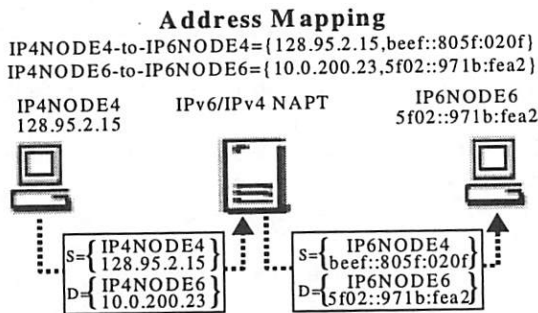 Address Mapping
IP4NODE4-to-IP6NODE4={128.95.2.15,beef::805f:020f}
IP4NODE6-to-IP6NODE6={10.0.200.23,5f02::971b:fea2}
IP4NODE4
128.95.2.15
IPv6/IPv4 NAPT
IP6NODE6
5f02::971b:fea2
S={IP4NODE4
128.95.2.15}
D={IP4NODE6
10.0.200.23}
S={IP6NODE4
beef::805f:020f}
D={IP6NODE6
5f02::971b:fea2}